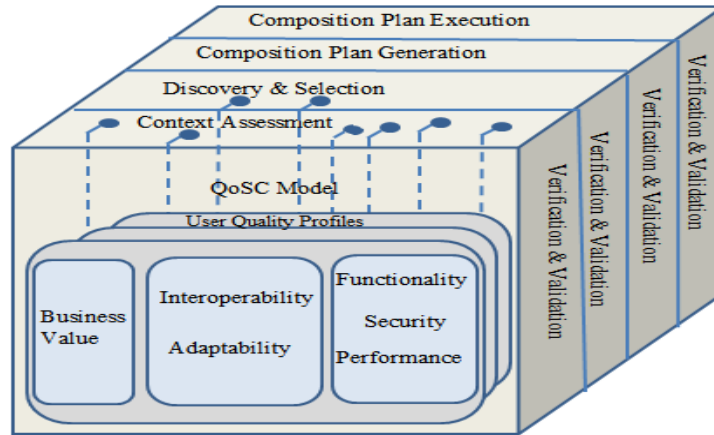 Composition Plan Execution
Composition Plan Generation
Discovery & Selection
Context Assessment
QoSC Model
User Quality Profiles
Business
Value
Interoperability
Adaptability
Functionality
Security
Performance
Verification & Validation
Verification & Validation
Verification & Validation
Verification & Validation